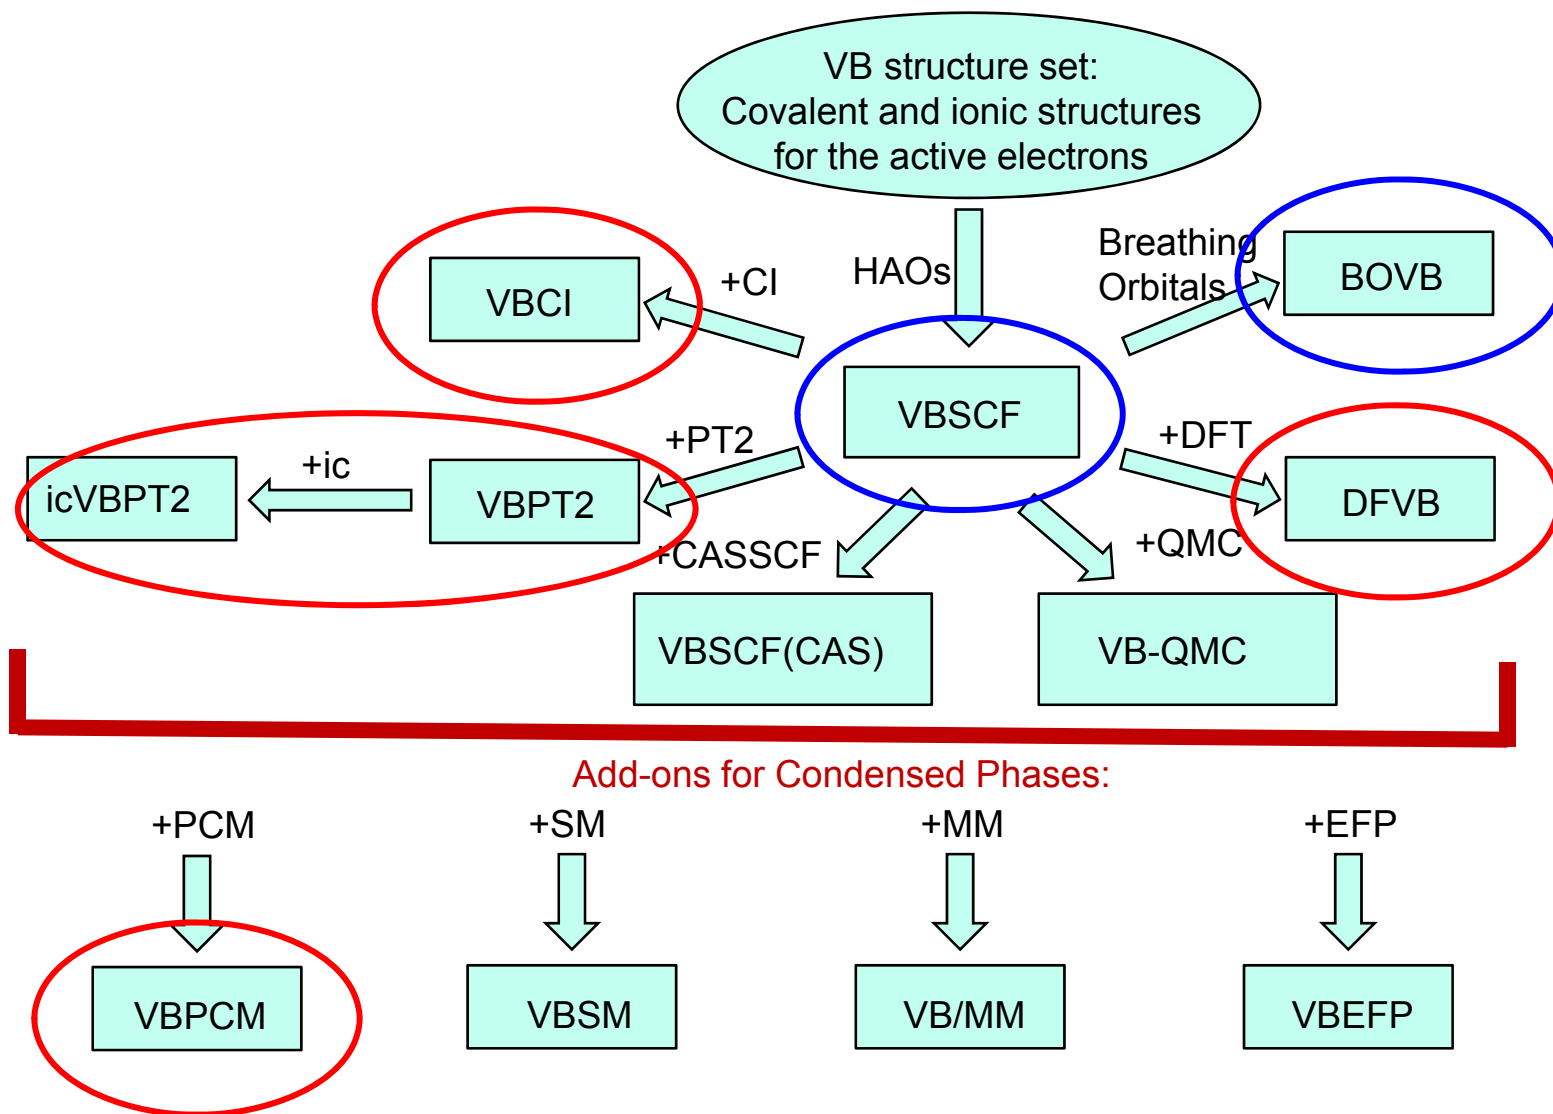 VB structure set:
Covalent and ionic structures
for the active electrons
HAOs
Breathing
Orbitals
BOVB
+CI
VBCI
VBSCF
+DFT
DFVB
+PT2
VBPT2
+ic
icVBPT2
+CASSCF
VBSCF(CAS)
+QMC
VB-QMC
Add-ons for Condensed Phases:
+PCM
+SM
+MM
+EFP
VBPCM
VBSM
VB/MM
VBEFP